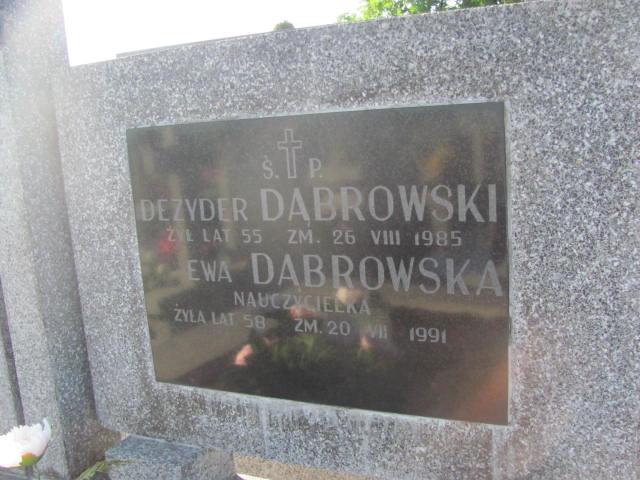 Ś. P.
DEZYDER DĄBROWSKI
ŻYŁ LAT 55 ZM. 26 VIII 1985
EWA DĄBROWSKA
NAUCZYCIELKA
ŻYŁA LAT 58 ZM. 20 VII 1991